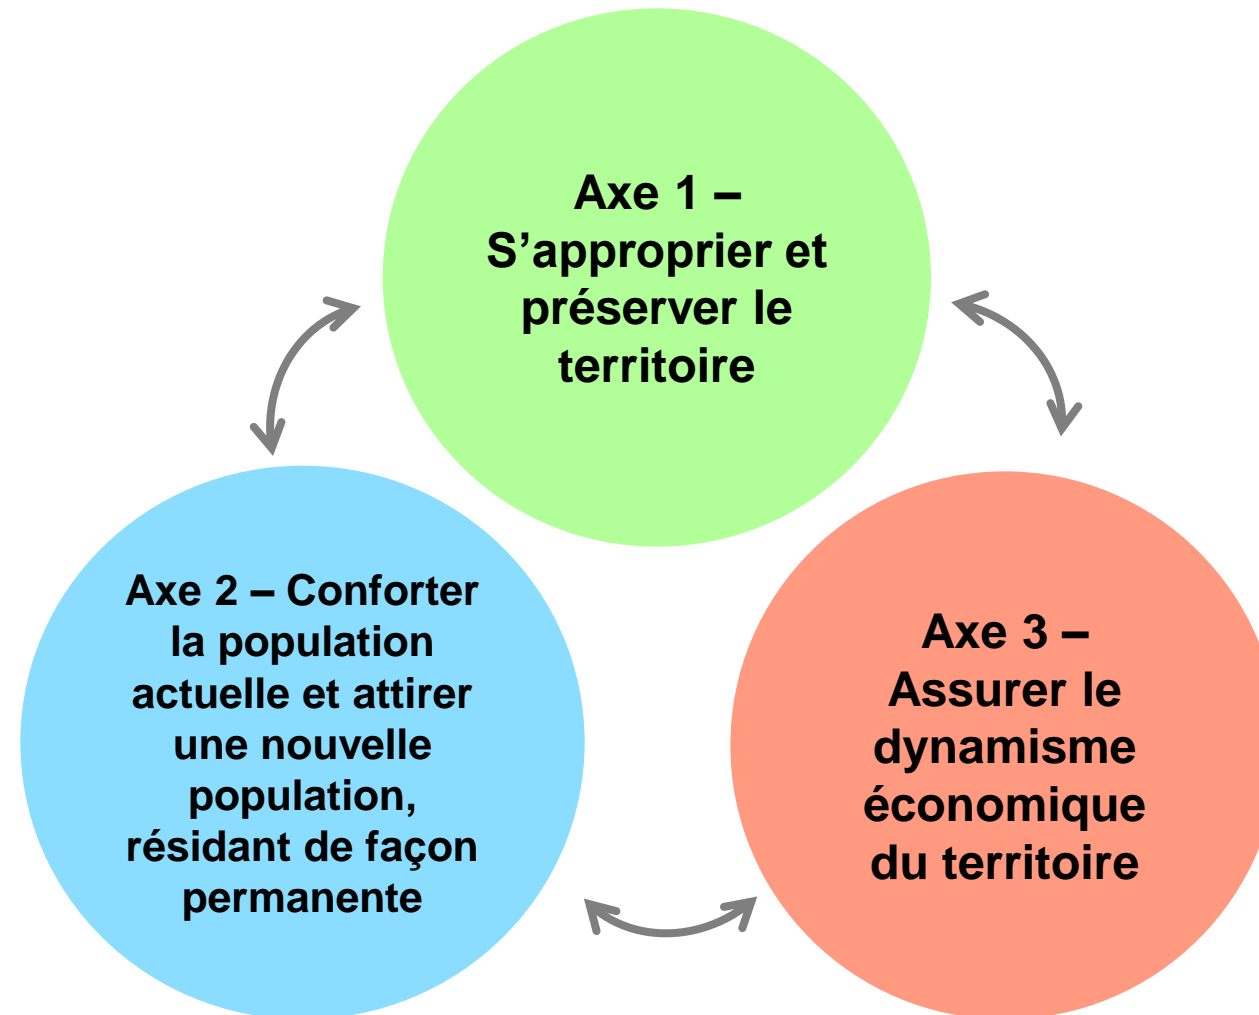 Axe 1 –
S’approprier et
préserver le
territoire
Axe 2 – Conforter
la population
actuelle et attirer
une nouvelle
population,
résidant de façon
permanente
Axe 3 –
Assurer le
dynamisme
économique
du territoire